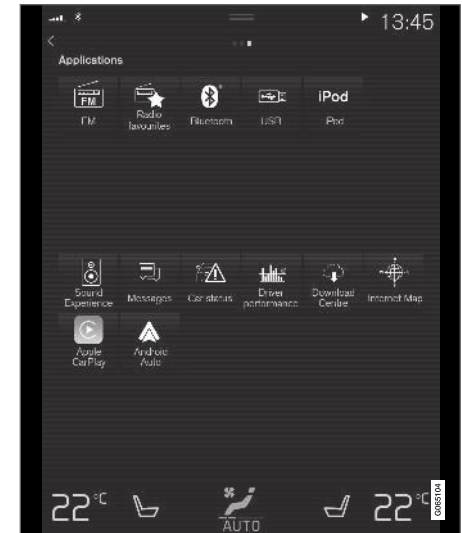 13:45
Applications
FM
iPod
FM
Radio
favourites
Bluetooth
USB
iPod
Sound
Experience
Messages
Car status
Driver
performance
Download
Centre
Internet Map
Apple
CarPlay
Android
Auto
22°C
AUTO
22°C
G065104